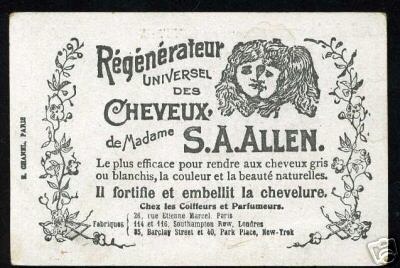 Régénérateur
UNIVERSEL
DES
CHEVEUX,
de Madame S.A.ALLEN.
Le plus efficace pour rendre aux cheveux gris
ou blanchis, la couleur et la beauté naturelles.
Il fortifie et embellit la chevelure.
Chez les Coiffeurs et Parfumeurs.
Fabriques
26, rue Etienne Marcel, Paris
114 et 116, Southampton Row, Londres
85, Barclay Street et 40, Park Place, New-York
E. CHANEL, PARIS